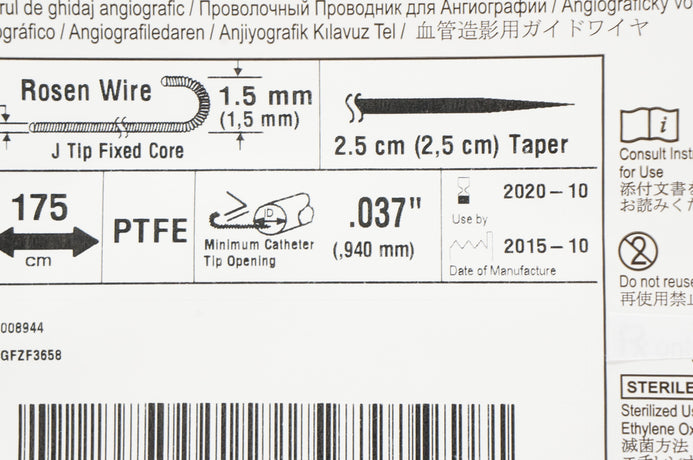 rul de ghidaj angiografic / Проволочный Проводник для Ангиографии / Angiografický vo
ográfico / Angiografiledaren / Anjiyografik Kılavuz Tel / 血管造影用ガイドワイヤ
Rosen Wire
1.5 mm
(1,5 mm)
J Tip Fixed Core
2.5 cm (2,5 cm) Taper
175
cm
PTFE
ID
Minimum Catheter
Tip Opening
.037"
(,940 mm)
2020-10
Use by
2015-10
Date of Manufacture
008944
GFZF3658
i
Consult Inst
for Use
添付文書を
お読みくだ
2
Do not reuse
再使用禁止
STERILE
Sterilized Us
Ethylene Ox
滅菌方法